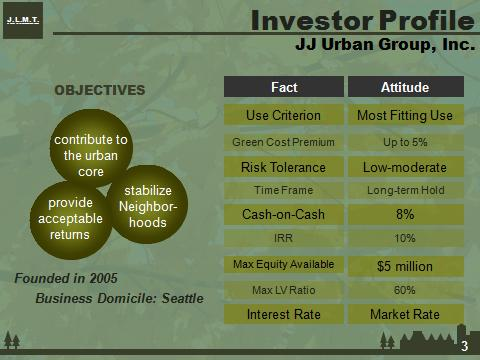 J.L.M.T.
Investor Profile
JJ Urban Group, Inc.
OBJECTIVES
contribute to
the urban
core
provide
acceptable
returns
stabilize
Neighbor-
hoods
Founded in 2005
Business Domicile: Seattle
Fact Attitude
Use Criterion Most Fitting Use
Green Cost Premium Up to 5%
Risk Tolerance Low-moderate
Time Frame Long-term Hold
Cash-on-Cash 8%
IRR 10%
Max Equity Available $5 million
Max LV Ratio 60%
Interest Rate Market Rate
3